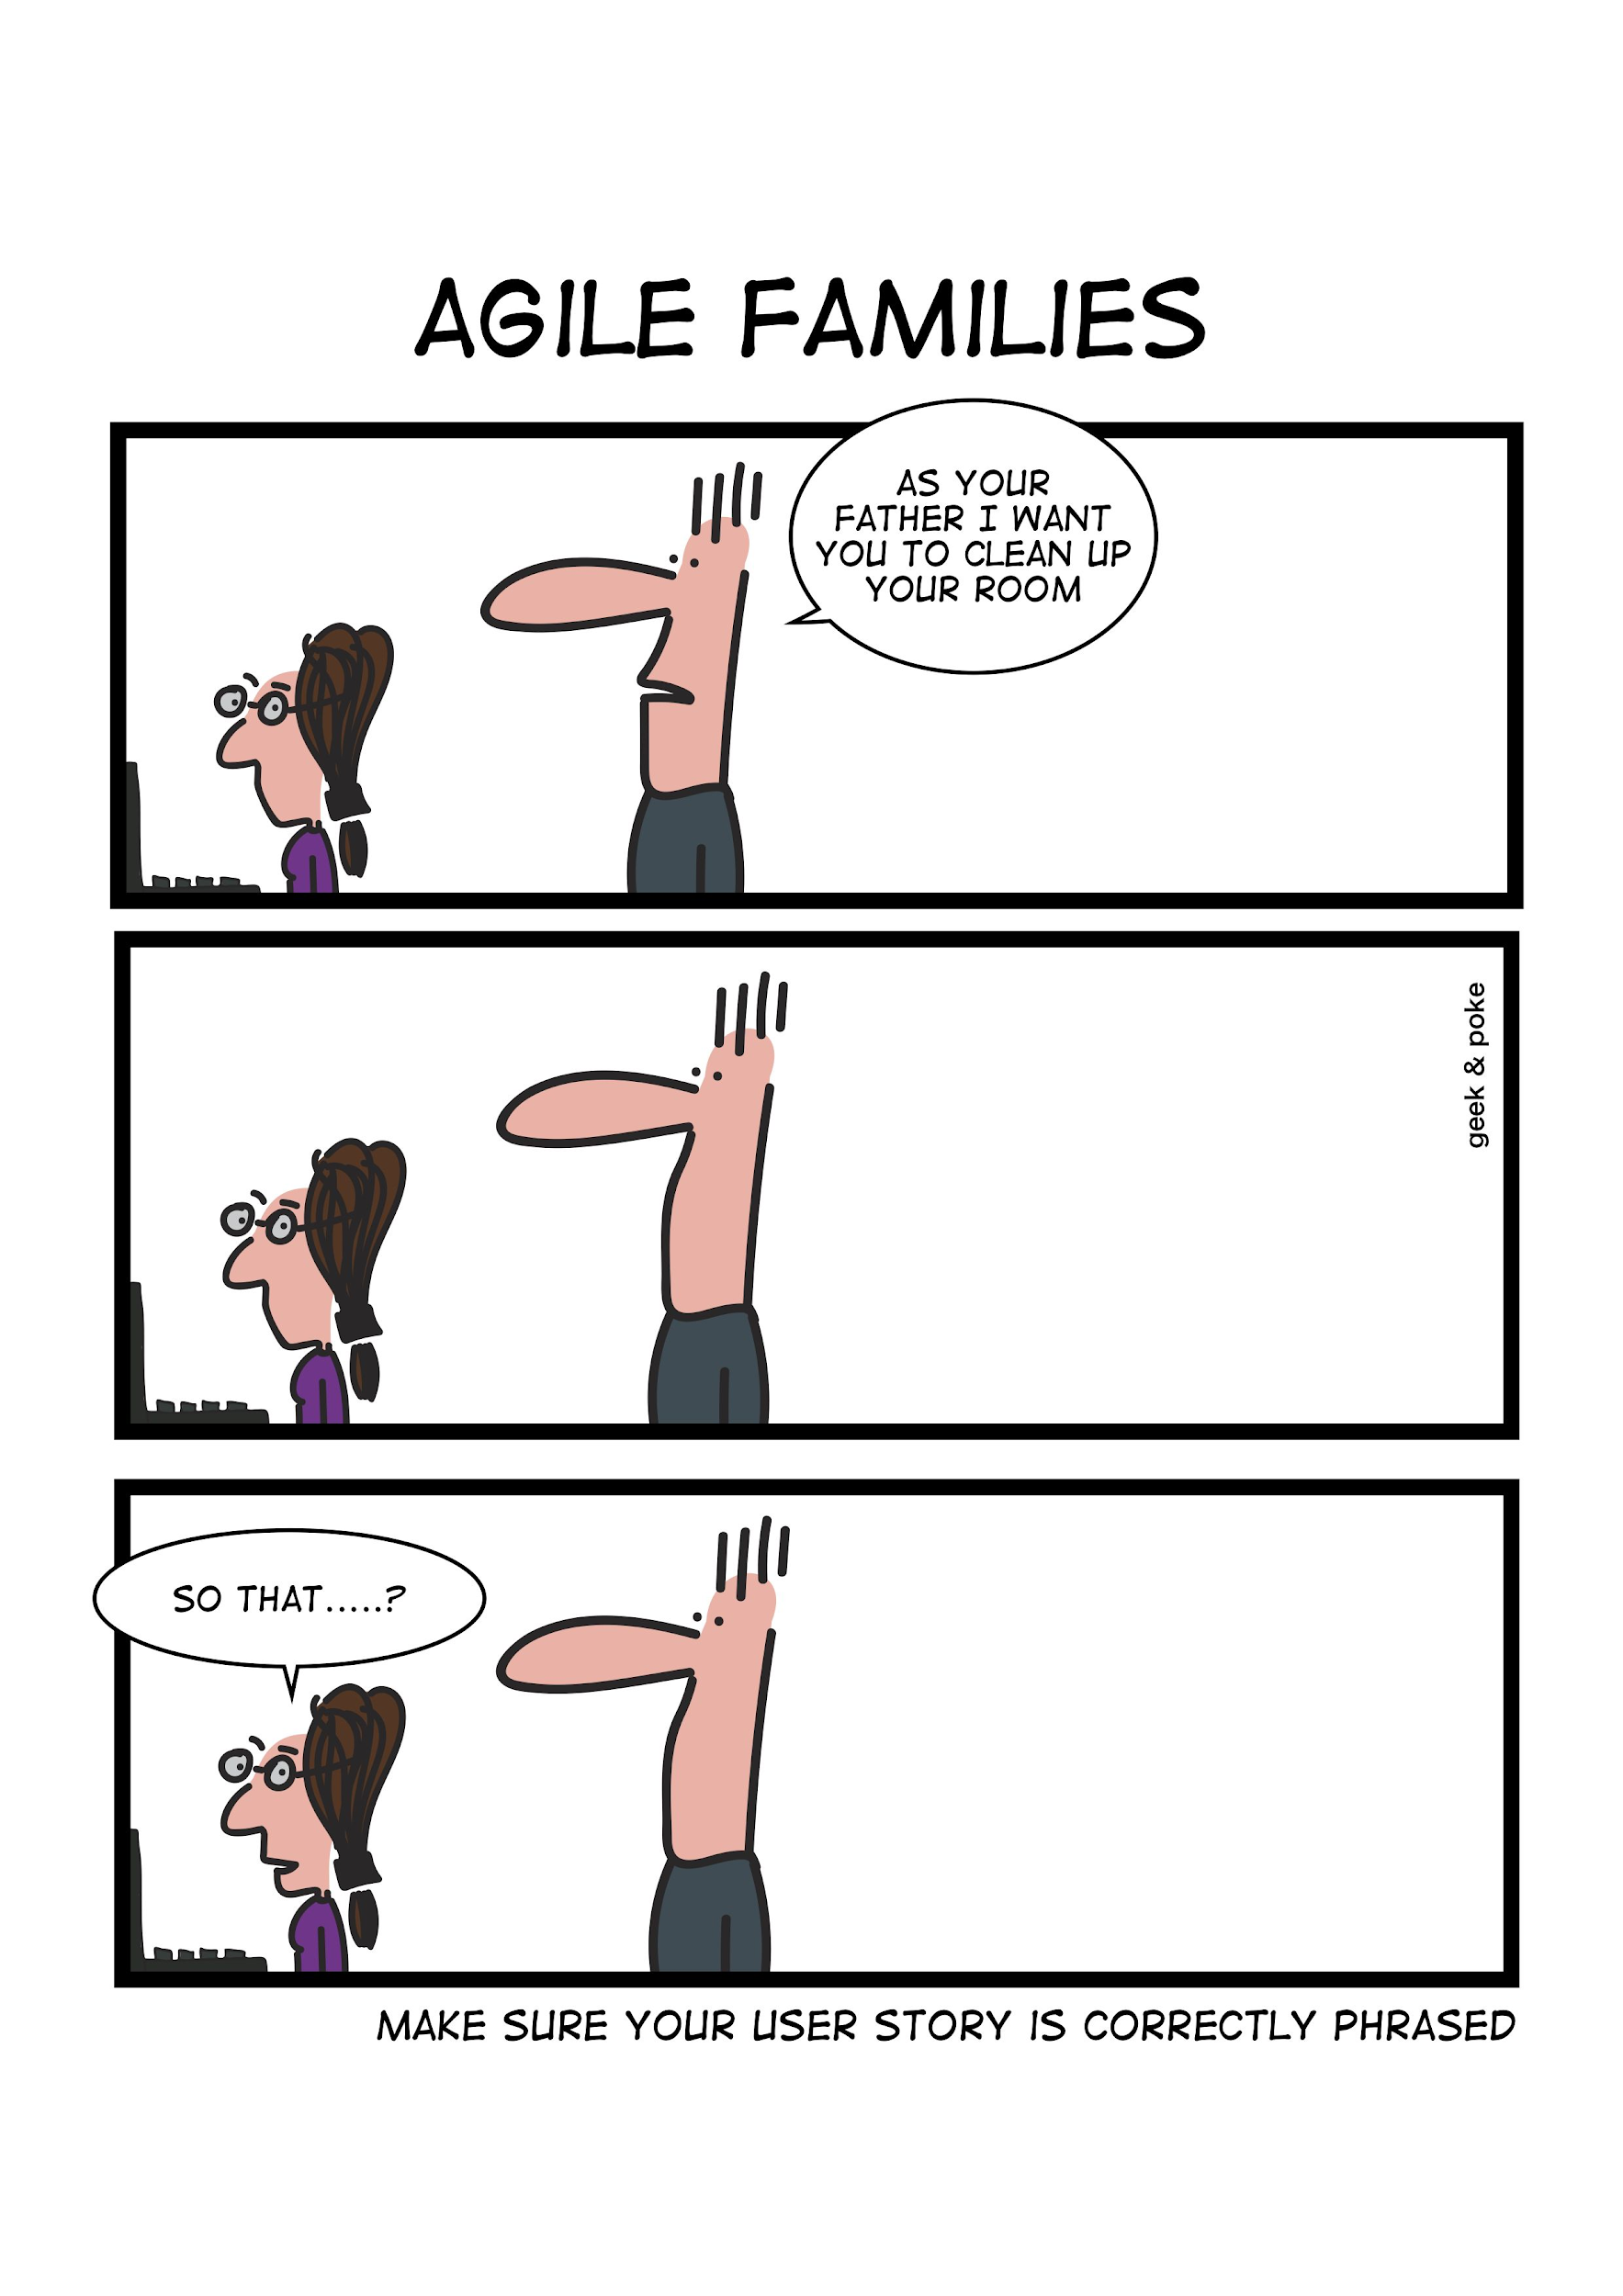 AGILE FAMILIES
AS YOUR
FATHER I WANT
YOU TO CLEAN UP
YOUR ROOM
geek & poke
SO THAT.....?
MAKE SURE YOUR USER STORY IS CORRECTLY PHRASED